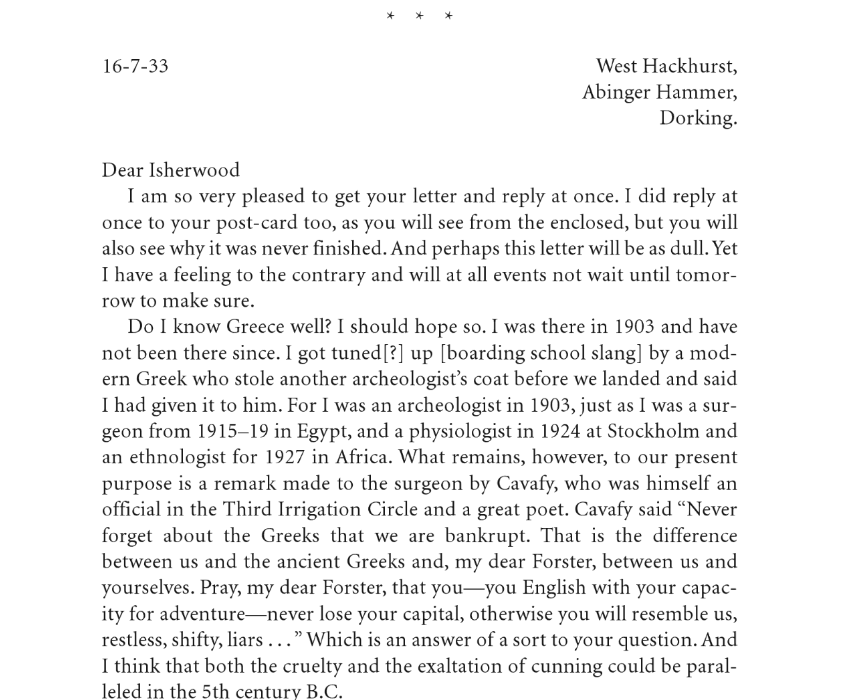 * * *
16-7-33
West Hackhurst,
Abinger Hammer,
Dorking.
Dear Isherwood
I am so very pleased to get your letter and reply at once. I did reply at
once to your post-card too, as you will see from the enclosed, but you will
also see why it was never finished. And perhaps this letter will be as dull. Yet
I have a feeling to the contrary and will at all events not wait until tomor-
row to make sure.
Do I know Greece well? I should hope so. I was there in 1903 and have
not been there since. I got tuned[?] up [boarding school slang] by a mod-
ern Greek who stole another archeologist’s coat before we landed and said
I had given it to him. For I was an archeologist in 1903, just as I was a sur-
geon from 1915–19 in Egypt, and a physiologist in 1924 at Stockholm and
an ethnologist for 1927 in Africa. What remains, however, to our present
purpose is a remark made to the surgeon by Cavafy, who was himself an
official in the Third Irrigation Circle and a great poet. Cavafy said “Never
forget about the Greeks that we are bankrupt. That is the difference
between us and the ancient Greeks and, my dear Forster, between us and
yourselves. Pray, my dear Forster, that you—you English with your capac-
ity for adventure—never lose your capital, otherwise you will resemble us,
restless, shifty, liars . . . ” Which is an answer of a sort to your question. And
I think that both the cruelty and the exaltation of cunning could be paral-
leled in the 5th century B.C.